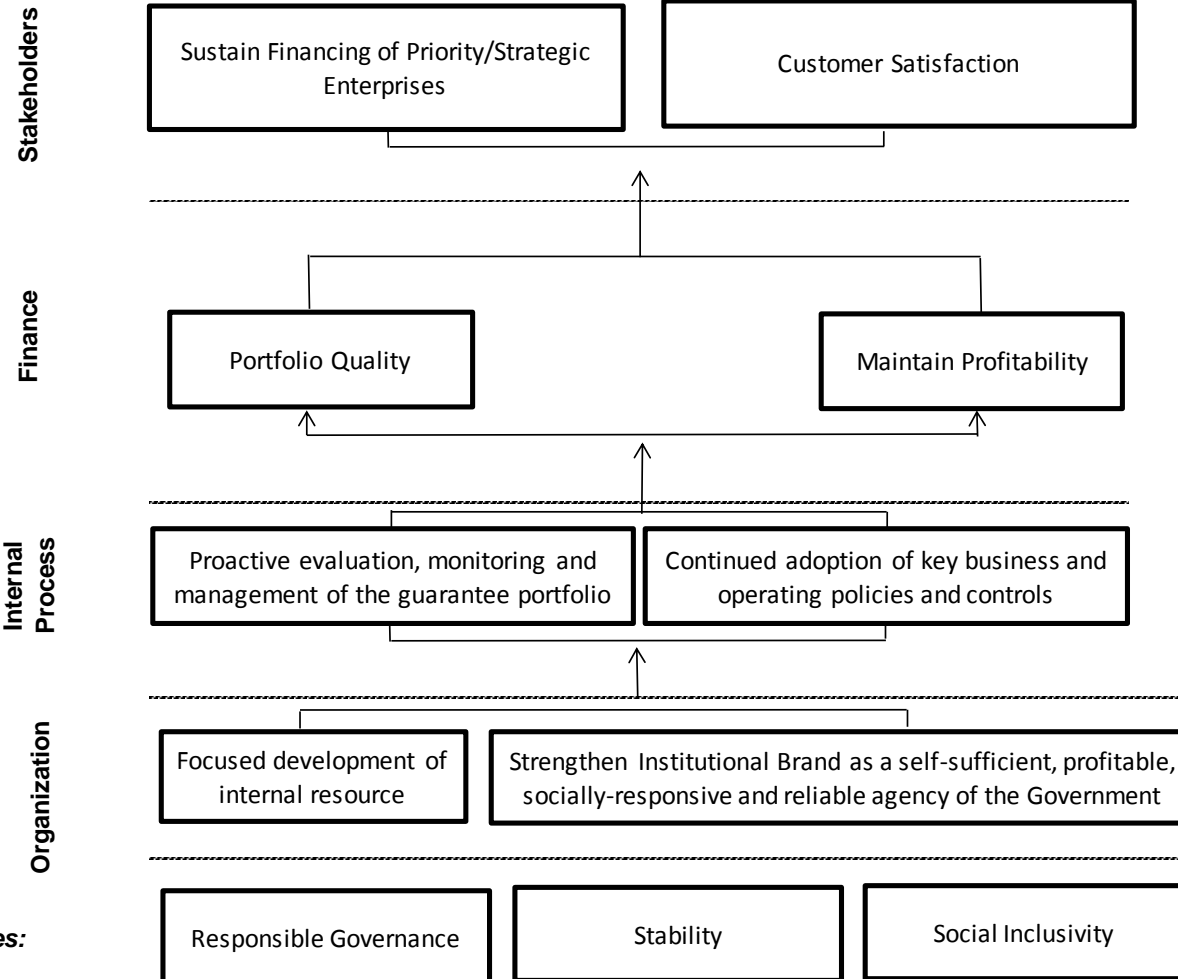 Stakeholders
Sustain Financing of Priority/Strategic
Enterprises
Customer Satisfaction
Finance
Portfolio Quality
Maintain Profitability
Internal
Process
Proactive evaluation, monitoring and
management of the guarantee portfolio
Continued adoption of key business and
operating policies and controls
Organization
Focused development of
internal resource
Strengthen Institutional Brand as a self-sufficient, profitable,
socially-responsive and reliable agency of the Government
es:
Responsible Governance
Stability
Social Inclusivity